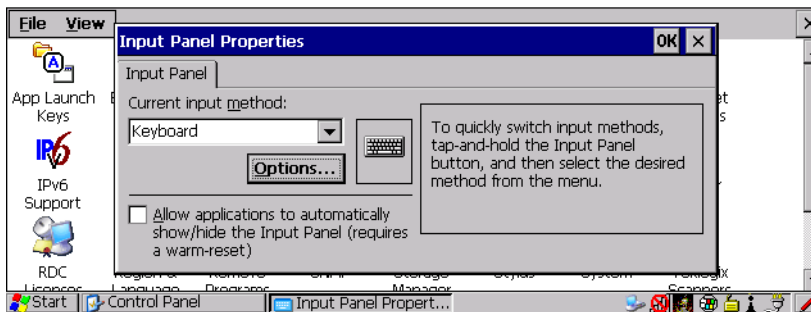 File View
Input Panel Properties OK
Input Panel
App Launch
Keys
Current input method:
Keyboard
Options...
To quickly switch input methods,
tap-and-hold the Input Panel
button, and then select the desired
method from the menu.
IPv6
IPv6
Support
Allow applications to automatically
show/hide the Input Panel (requires
a warm-reset)
RDC
Start Control Panel Input Panel Propert...